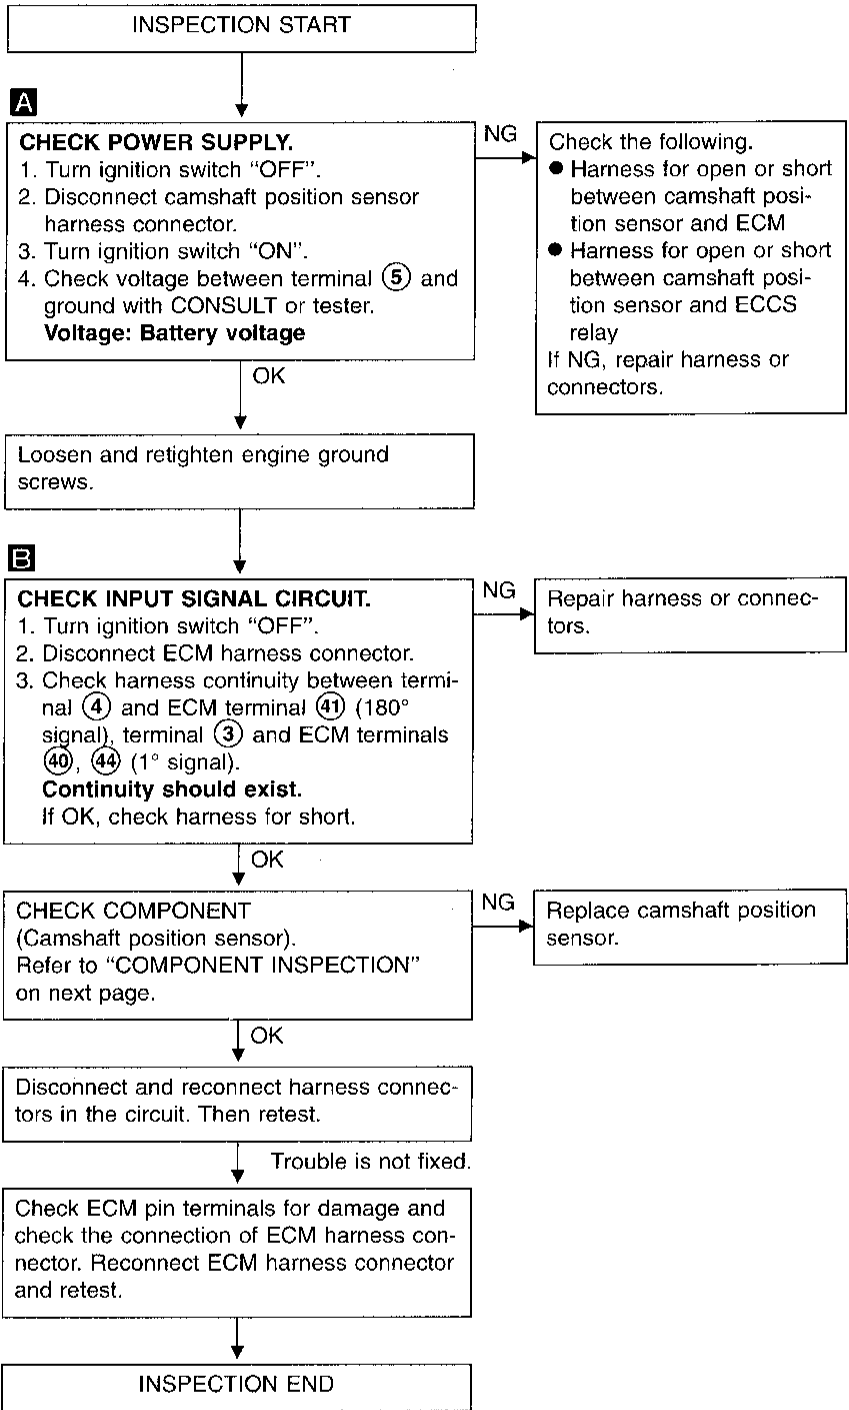 INSPECTION START
A
CHECK POWER SUPPLY.
1. Turn ignition switch “OFF”.
2. Disconnect camshaft position sensor
harness connector.
3. Turn ignition switch “ON”.
4. Check voltage between terminal ⑤ and
ground with CONSULT or tester.
Voltage: Battery voltage
NG
Check the following.
● Harness for open or short
between camshaft posi-
tion sensor and ECM
● Harness for open or short
between camshaft posi-
tion sensor and ECCS
relay
If NG, repair harness or
connectors.
OK
Loosen and retighten engine ground
screws.
B
CHECK INPUT SIGNAL CIRCUIT.
1. Turn ignition switch “OFF”.
2. Disconnect ECM harness connector.
3. Check harness continuity between termi-
nal ④ and ECM terminal ㊶ (180°
signal), terminal ③ and ECM terminals
㊵, ㊹ (1° signal).
Continuity should exist.
If OK, check harness for short.
NG
Repair harness or connec-
tors.
OK
CHECK COMPONENT
(Camshaft position sensor).
Refer to “COMPONENT INSPECTION”
on next page.
NG
Replace camshaft position
sensor.
OK
Disconnect and reconnect harness connec-
tors in the circuit. Then retest.
Trouble is not fixed.
Check ECM pin terminals for damage and
check the connection of ECM harness con-
nector. Reconnect ECM harness connector
and retest.
INSPECTION END